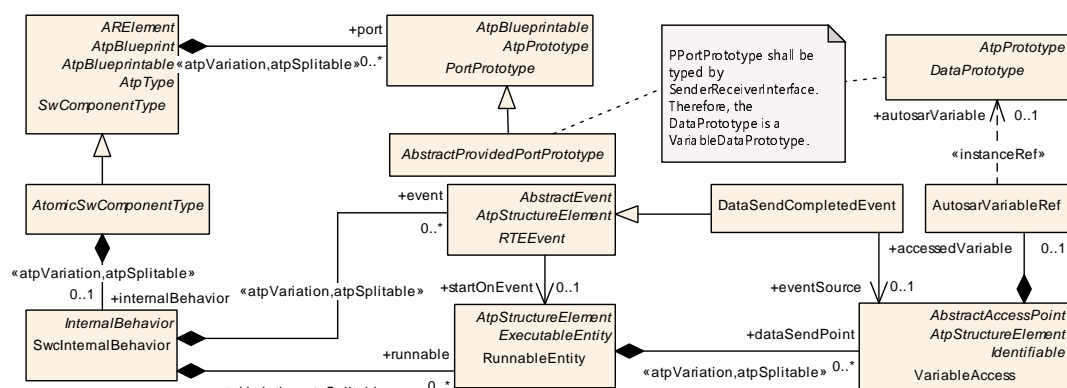 ARElement
AtpBlueprint
AtpBlueprintable
AtpType
SwComponentType
+port
«atpVariation,atpSplitable»
0..*
AtpBlueprintable
AtpPrototype
PortPrototype
PPortPrototype shall be
typed by
SenderReceiverInterface.
Therefore, the
DataPrototype is a
VariableDataPrototype.
AtpPrototype
DataPrototype
+autosarVariable
0..1
«instanceRef»
AbstractProvidedPortPrototype
AtomicSwComponentType
+event
0..*
AbstractEvent
AtpStructureElement
RTEEvent
DataSendCompletedEvent
AutosarVariableRef
«atpVariation,atpSplitable»
0..1
+internalBehavior
«atpVariation,atpSplitable»
+startOnEvent
0..1
+accessedVariable
0..1
+eventSource
0..1
InternalBehavior
SwcInternalBehavior
+runnable
0..*
AtpStructureElement
ExecutableEntity
RunnableEntity
+dataSendPoint
«atpVariation,atpSplitable»
0..*
AbstractAccessPoint
AtpStructureElement
Identifiable
VariableAccess